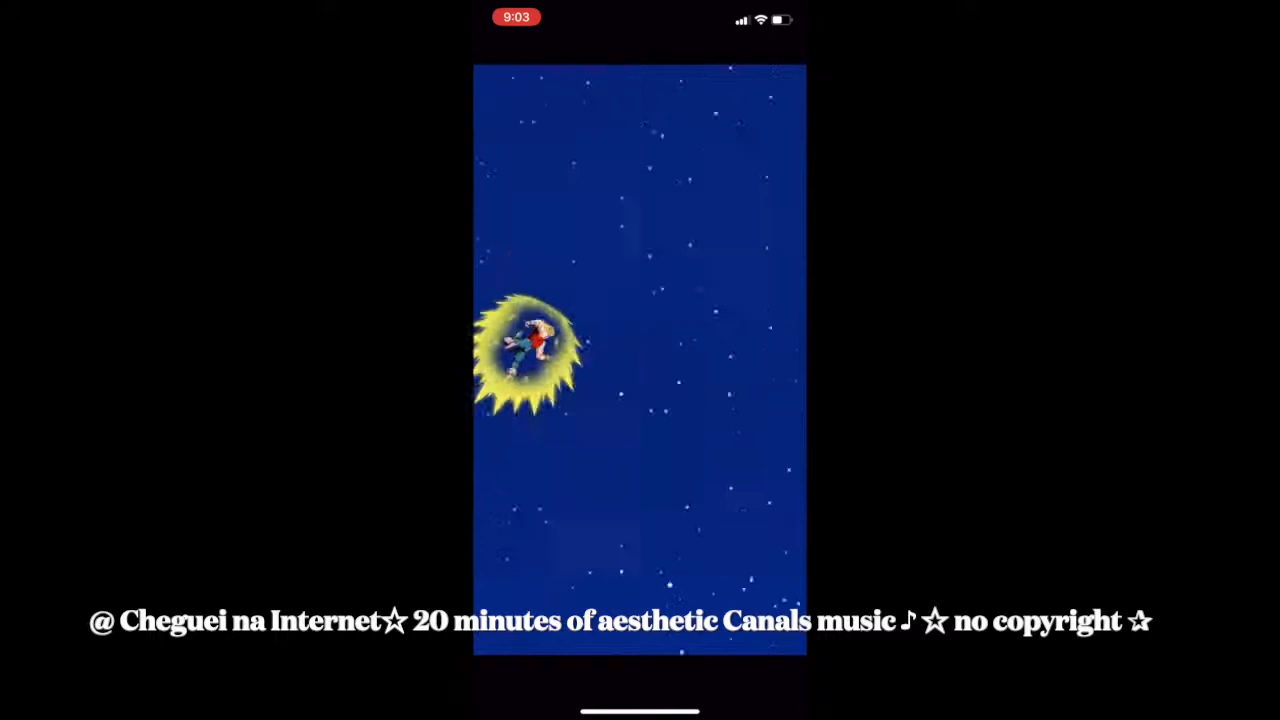 9:03
@ Cheguei na Internet☆ 20 minutes of aesthetic Canals music ♪☆ no copyright ✰